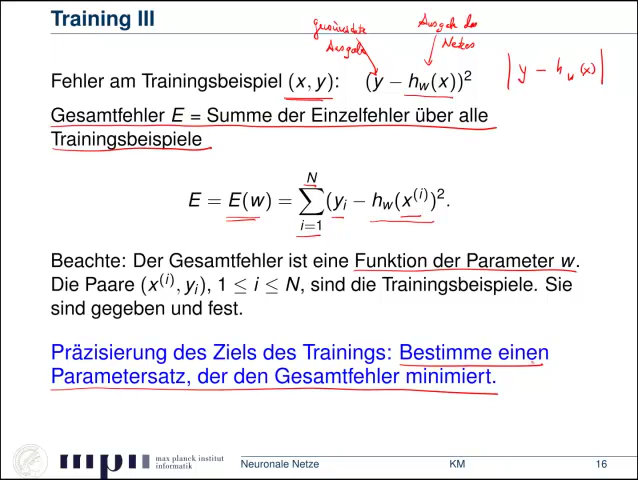 Training III
gewünschte Ausgabe
Ausgabe des Netzes
Fehler am Trainingsbeispiel (x, y): (y − h_w(x))²
|y − h_w(x)|
Gesamtfehler E = Summe der Einzelfehler über alle
Trainingsbeispiele
E = E(w) = ∑_{i=1}^{N} (y_i − h_w(x^{(i)}))².
Beachte: Der Gesamtfehler ist eine Funktion der Parameter w.
Die Paare (x^{(i)}, y_i), 1 ≤ i ≤ N, sind die Trainingsbeispiele. Sie
sind gegeben und fest.
Präzisierung des Ziels des Trainings: Bestimme einen
Parametersatz, der den Gesamtfehler minimiert.
max planck institut
informatik
Neuronale Netze KM 16